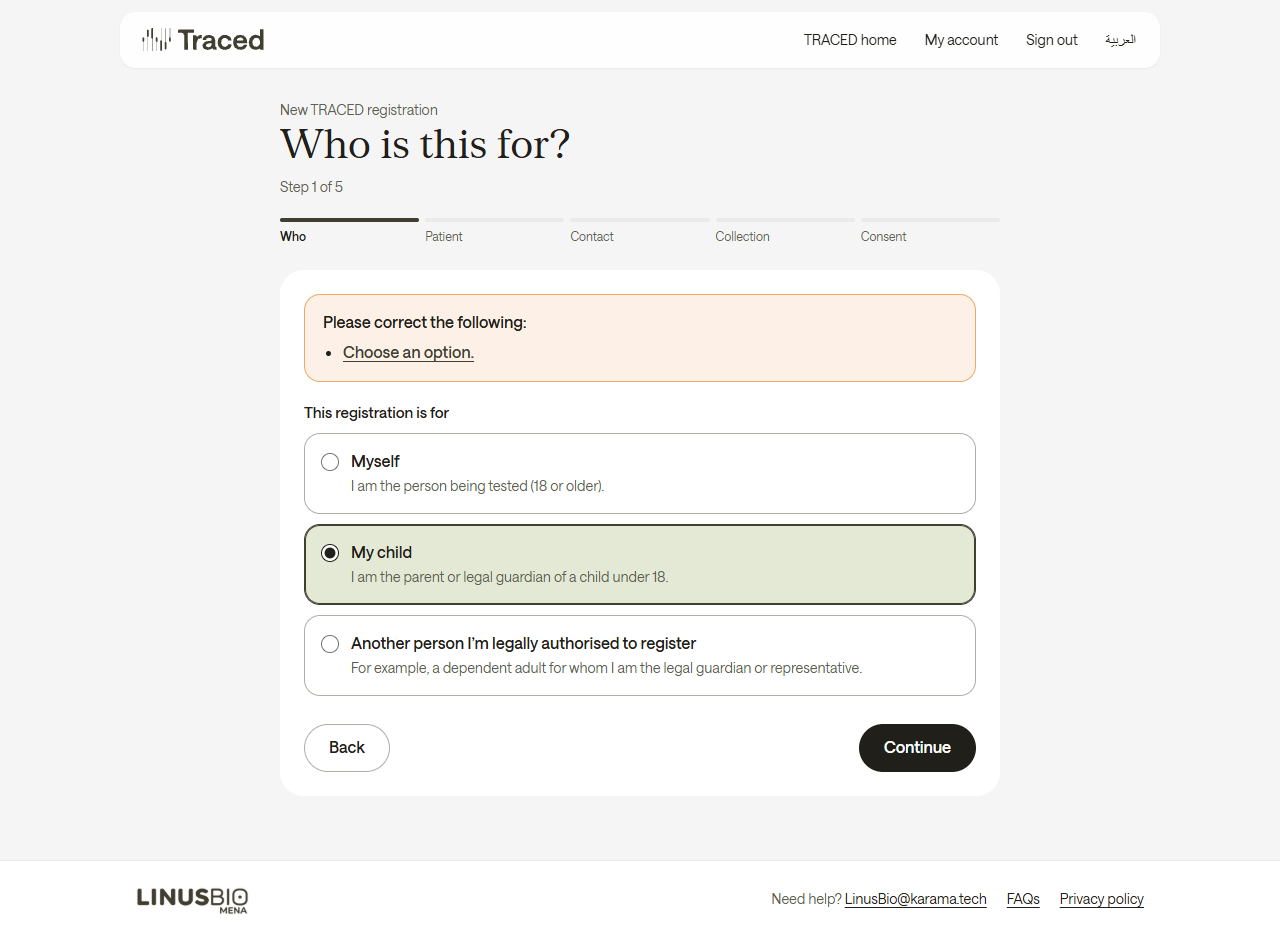 Traced
TRACED home
My account
Sign out
العربية
New TRACED registration
Who is this for?
Step 1 of 5
Who
Patient
Contact
Collection
Consent
Please correct the following:
• Choose an option.
This registration is for
Myself
I am the person being tested (18 or older).
My child
I am the parent or legal guardian of a child under 18.
Another person I'm legally authorised to register
For example, a dependent adult for whom I am the legal guardian or representative.
Back
Continue
LINUSBIO
MENA
Need help? LinusBio@karama.tech
FAQs
Privacy policy